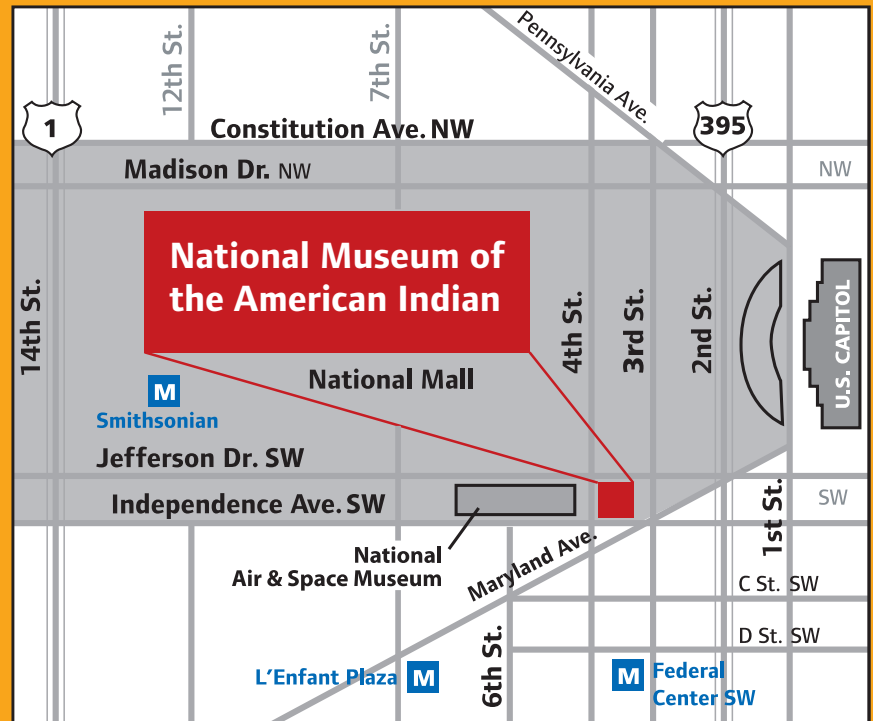 Pennsylvania Ave.
12th St.
7th St.
1
395
Constitution Ave. NW
Madison Dr. NW
NW
National Museum of
the American Indian
14th St.
4th St.
3rd St.
2nd St.
U.S. CAPITOL
National Mall
M
Smithsonian
Jefferson Dr. SW
Independence Ave. SW
SW
1st St.
National
Air & Space Museum
Maryland Ave.
C St. SW
D St. SW
6th St.
L'Enfant Plaza M
M Federal
Center SW